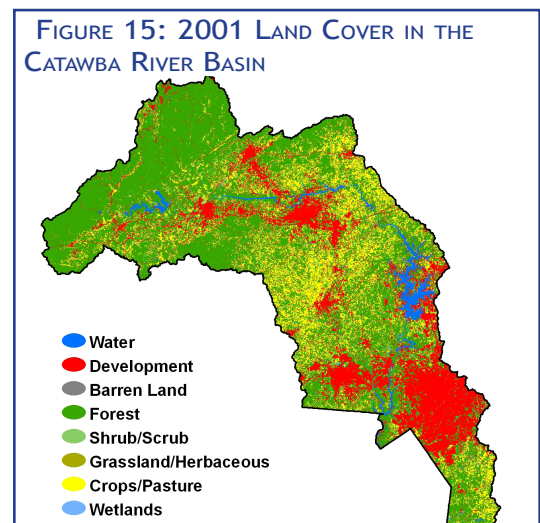 Figure 15: 2001 Land Cover in the
Catawba River Basin
Water
Development
Barren Land
Forest
Shrub/Scrub
Grassland/Herbaceous
Crops/Pasture
Wetlands